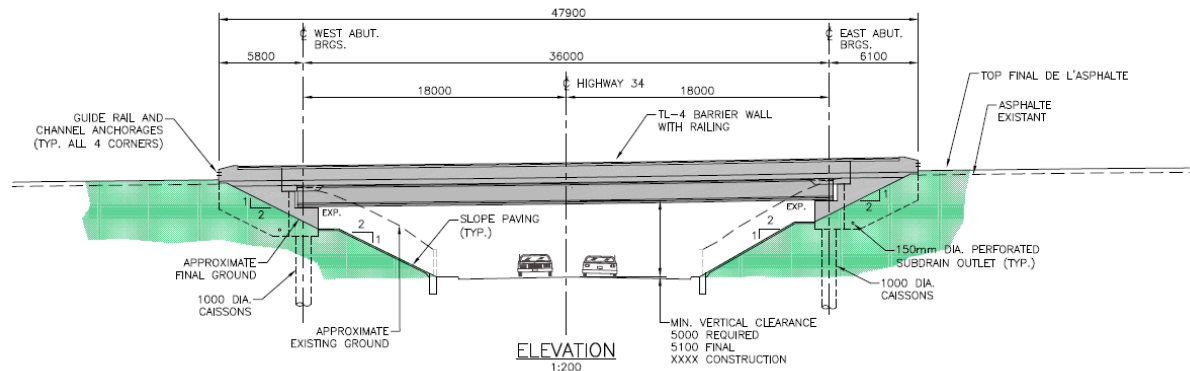 47900
℄ WEST ABUT.
BRGS.
℄ EAST ABUT.
BRGS.
5800
36000
6100
℄ HIGHWAY 34
18000
18000
TOP FINAL DE L'ASPHALTE
GUIDE RAIL AND
CHANNEL ANCHORAGES
(TYP. ALL 4 CORNERS)
TL-4 BARRIER WALL
WITH RAILING
ASPHALTE
EXISTANT
1
2
EXP.
2
1
SLOPE PAVING
(TYP.)
EXP.
2
1
1
2
APPROXIMATE
FINAL GROUND
150mm DIA. PERFORATED
SUBDRAIN OUTLET (TYP.)
1000 DIA.
CAISSONS
1000 DIA.
CAISSONS
APPROXIMATE
EXISTING GROUND
MIN. VERTICAL CLEARANCE
5000 REQUIRED
5100 FINAL
XXXX CONSTRUCTION
ELEVATION
1:200